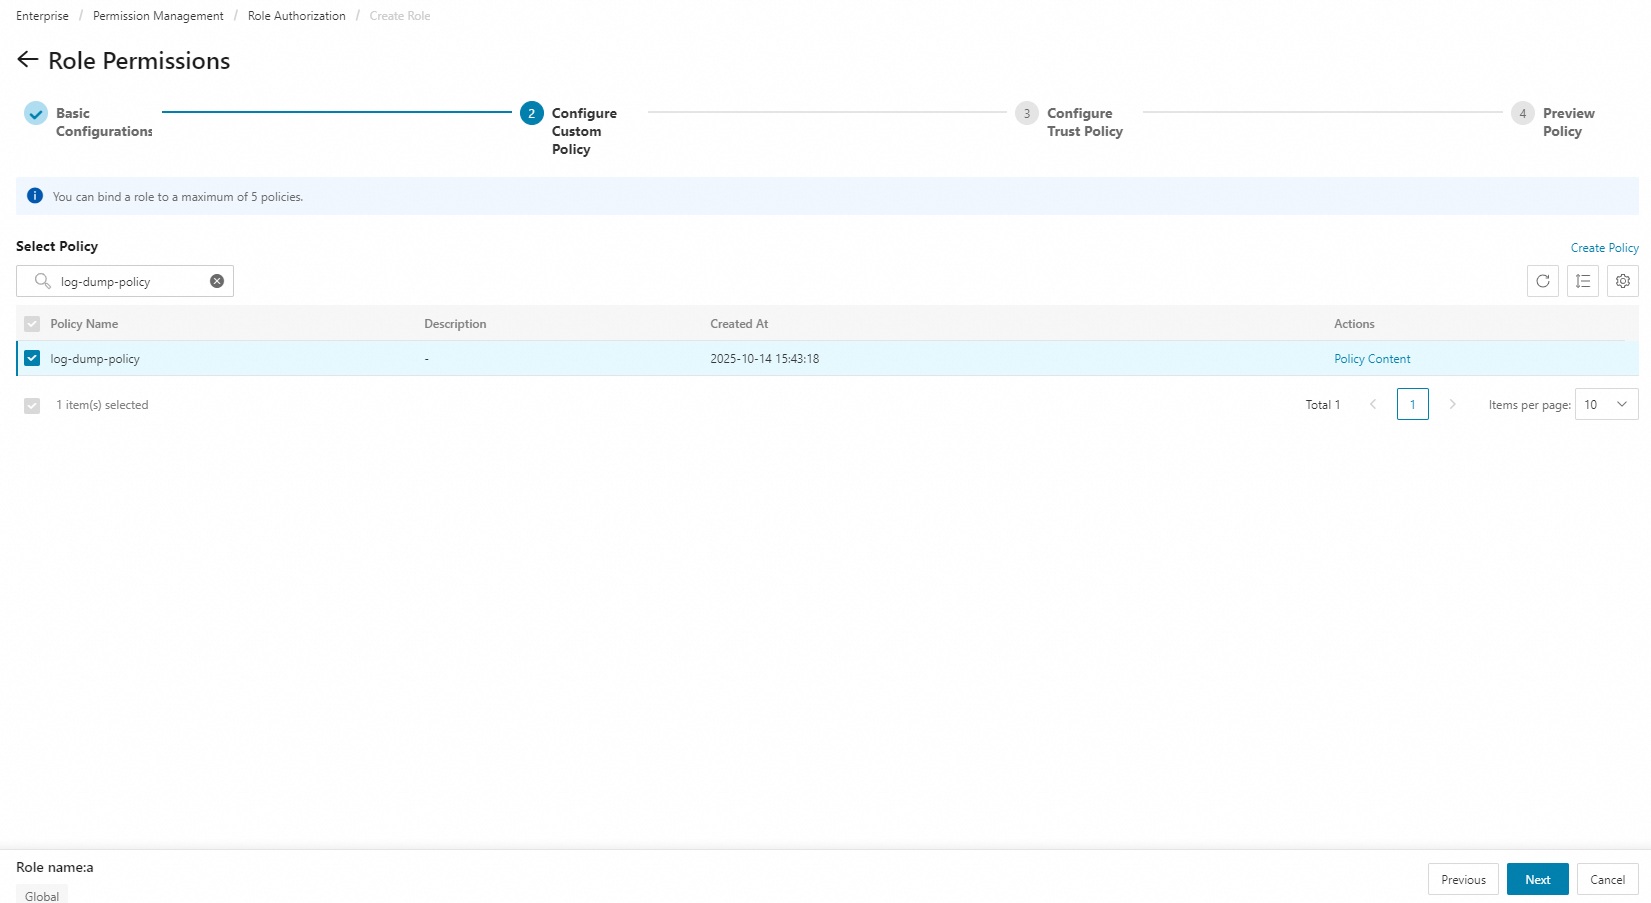 Enterprise / Permission Management / Role Authorization / Create Role
Role Permissions
Basic Configurations
2 Configure Custom Policy
3 Configure Trust Policy
4 Preview Policy
You can bind a role to a maximum of 5 policies.
Select Policy
Create Policy
log-dump-policy
Policy Name Description Created At Actions
log-dump-policy - 2025-10-14 15:43:18 Policy Content
1 item(s) selected
Total 1 < 1 > Items per page: 10
Role name:a
Global
Previous Next Cancel